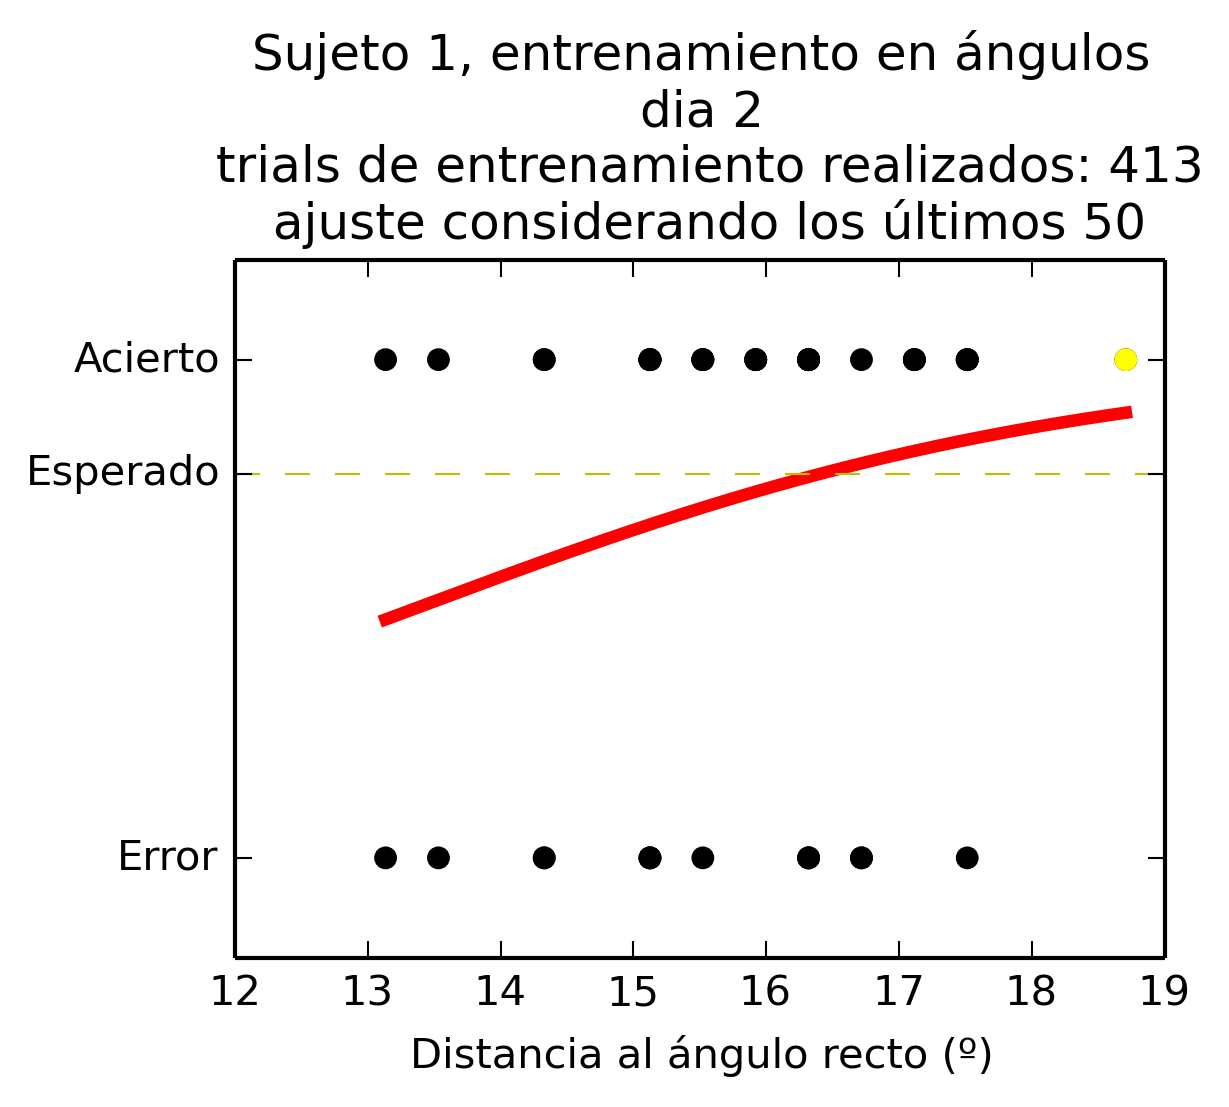 Sujeto 1, entrenamiento en ángulos
dia 2
trials de entrenamiento realizados: 413
ajuste considerando los últimos 50
Acierto
Esperado
Error
12 13 14 15 16 17 18 19
Distancia al ángulo recto (º)